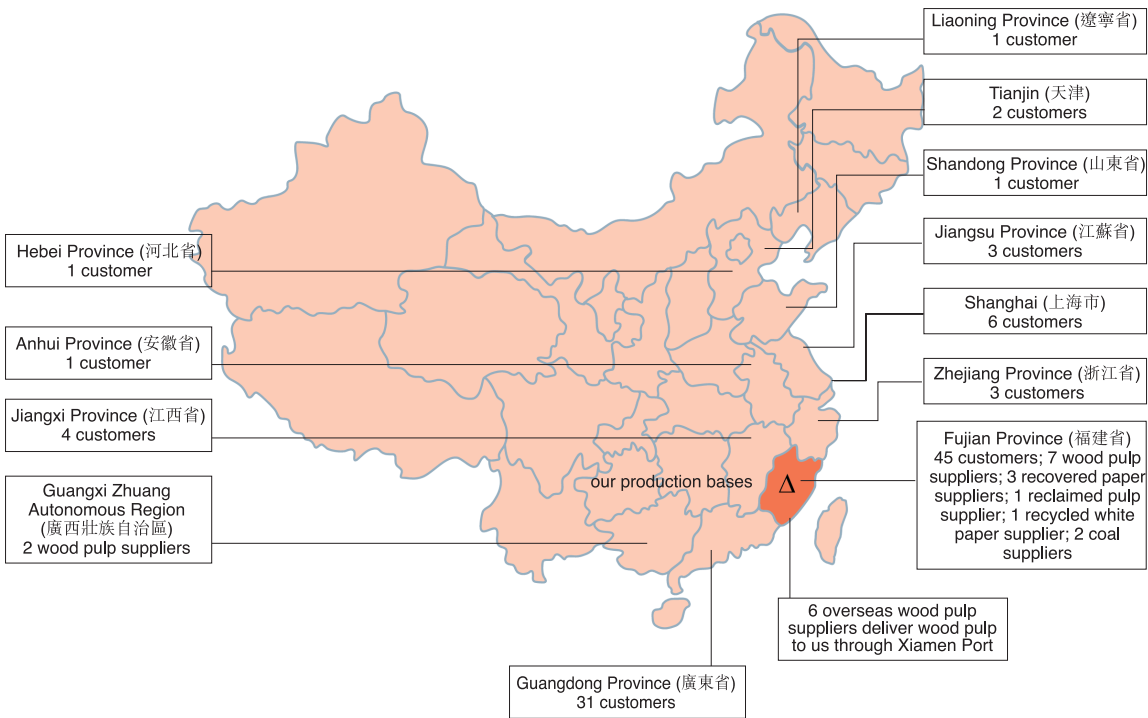 Liaoning Province (遼寧省)
1 customer
Tianjin (天津)
2 customers
Shandong Province (山東省)
1 customer
Jiangsu Province (江蘇省)
3 customers
Shanghai (上海市)
6 customers
Zhejiang Province (浙江省)
3 customers
Fujian Province (福建省)
45 customers; 7 wood pulp
suppliers; 3 recovered paper
suppliers; 1 reclaimed pulp
supplier; 1 recycled white
paper supplier; 2 coal
suppliers
Hebei Province (河北省)
1 customer
Anhui Province (安徽省)
1 customer
Jiangxi Province (江西省)
4 customers
Guangxi Zhuang
Autonomous Region
(廣西壯族自治區)
2 wood pulp suppliers
our production bases Δ
6 overseas wood pulp
suppliers deliver wood pulp
to us through Xiamen Port
Guangdong Province (廣東省)
31 customers